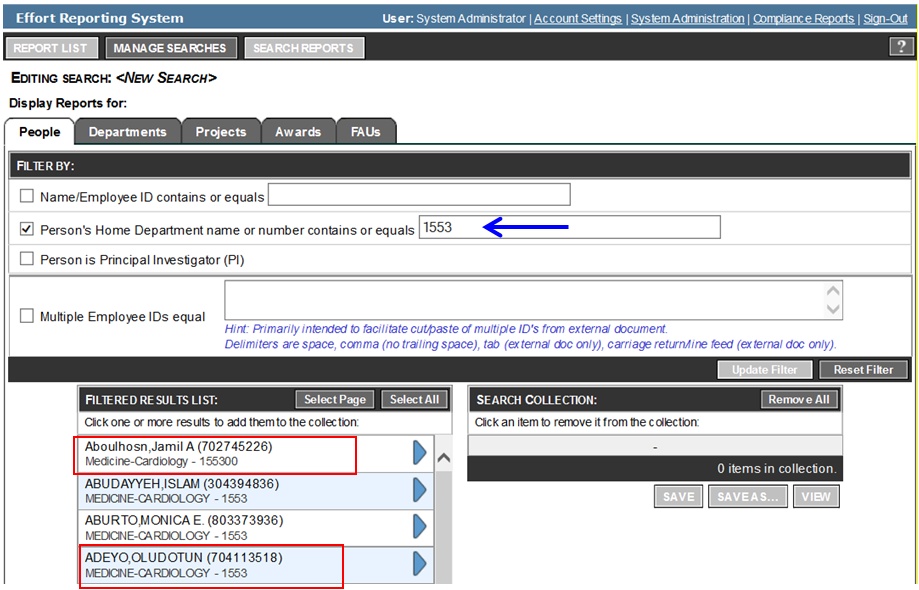 Effort Reporting System
User: System Administrator | Account Settings | System Administration | Compliance Reports | Sign-Out
REPORT LIST MANAGE SEARCHES SEARCH REPORTS ?
EDITING SEARCH: <NEW SEARCH>
Display Reports for:
People Departments Projects Awards FAUs
FILTER BY:
Name/Employee ID contains or equals
Person's Home Department name or number contains or equals 1553
Person is Principal Investigator (PI)
Multiple Employee IDs equal
Hint: Primarily intended to facilitate cut/paste of multiple ID's from external document.
Delimiters are space, comma (no trailing space), tab (external doc only), carriage return/line feed (external doc only).
Update Filter Reset Filter
FILTERED RESULTS LIST: Select Page Select All
Click one or more results to add them to the collection:
Aboulhosn,Jamil A (702745226)
Medicine-Cardiology - 155300
ABUDAYYEH,ISLAM (304394836)
MEDICINE-CARDIOLOGY - 1553
ABURTO,MONICA E. (803373936)
MEDICINE-CARDIOLOGY - 1553
ADEYO,OLUDOTUN (704113518)
MEDICINE-CARDIOLOGY - 1553
SEARCH COLLECTION: Remove All
Click an item to remove it from the collection:
-
0 items in collection.
SAVE SAVE AS... VIEW